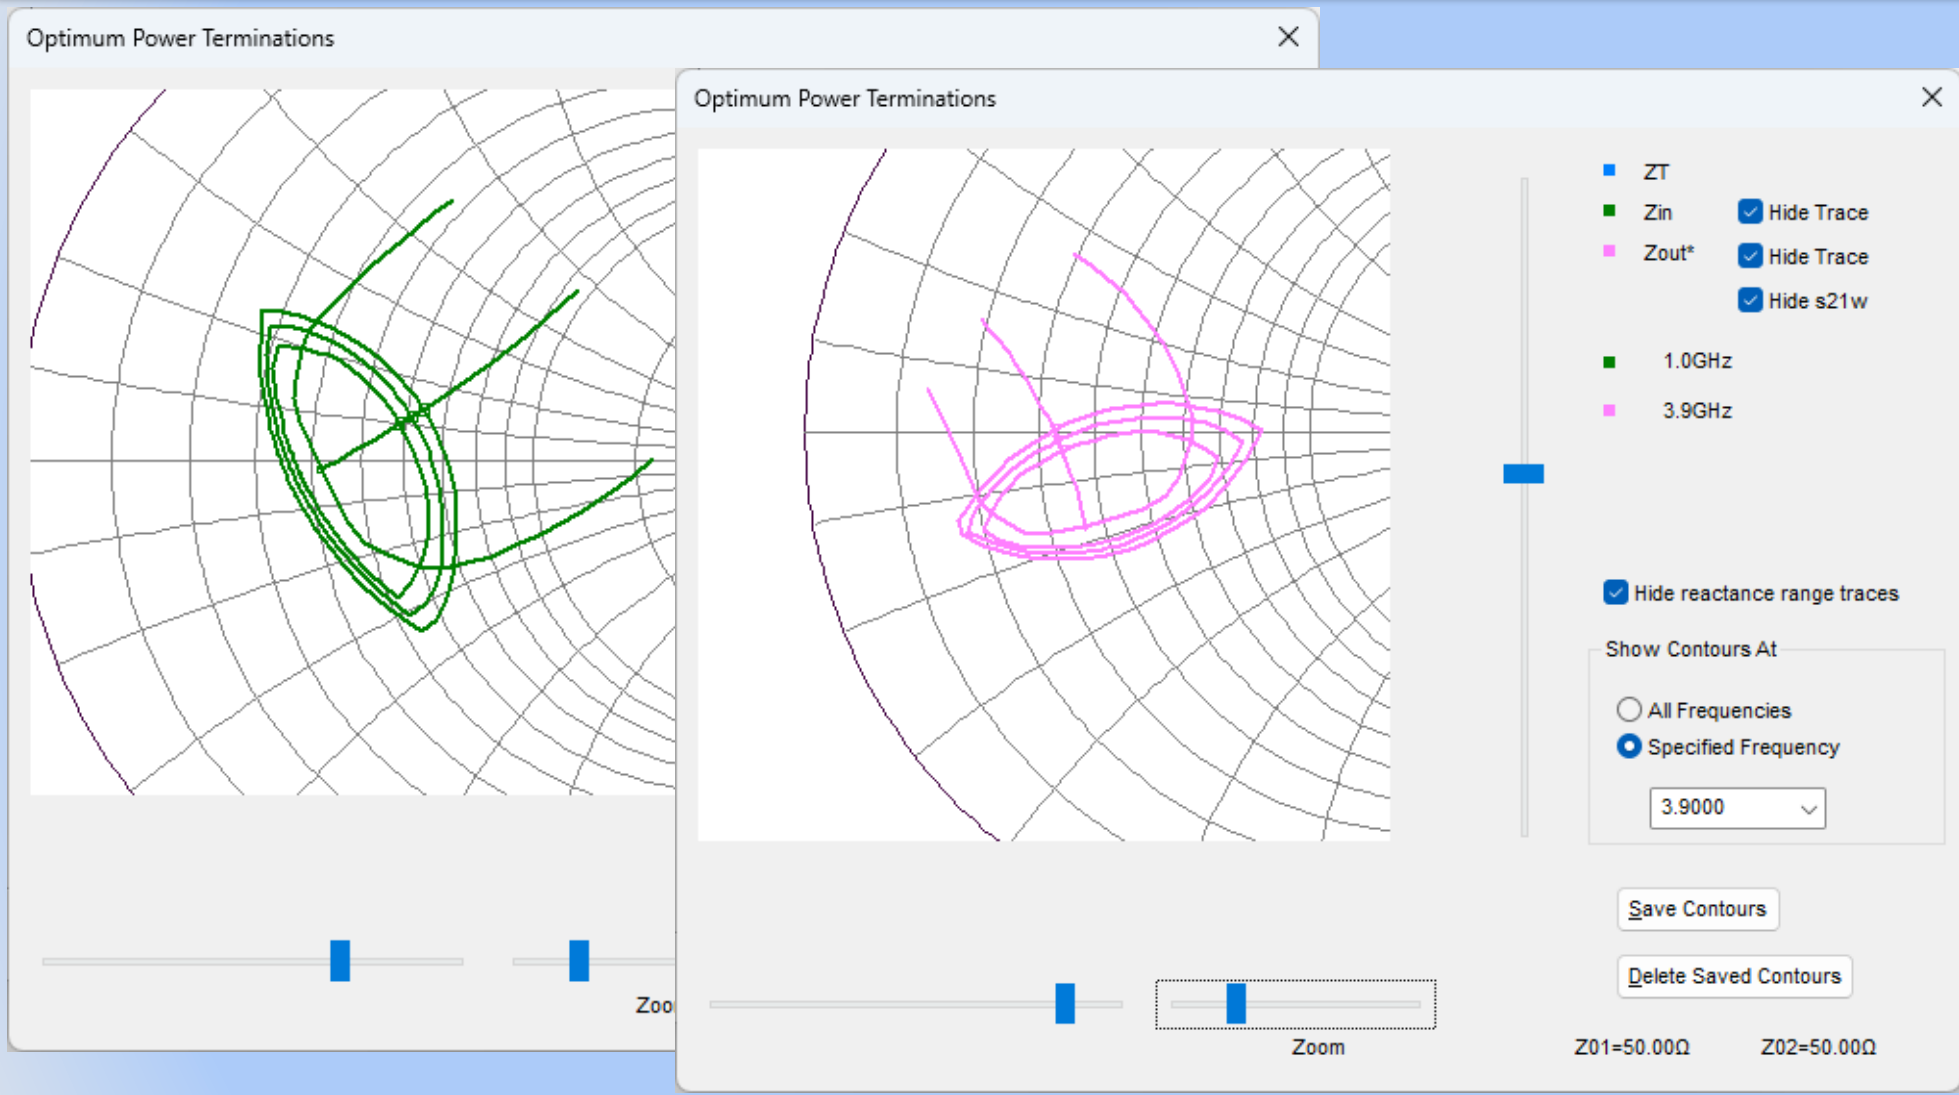 Optimum Power Terminations
Optimum Power Terminations
ZT
Zin
Hide Trace
Zout*
Hide Trace
Hide s21w
1.0GHz
3.9GHz
Hide reactance range traces
Show Contours At
All Frequencies
Specified Frequency
3.9000
Save Contours
Delete Saved Contours
Zoo
Zoom
Z01=50.00Ω
Z02=50.00Ω